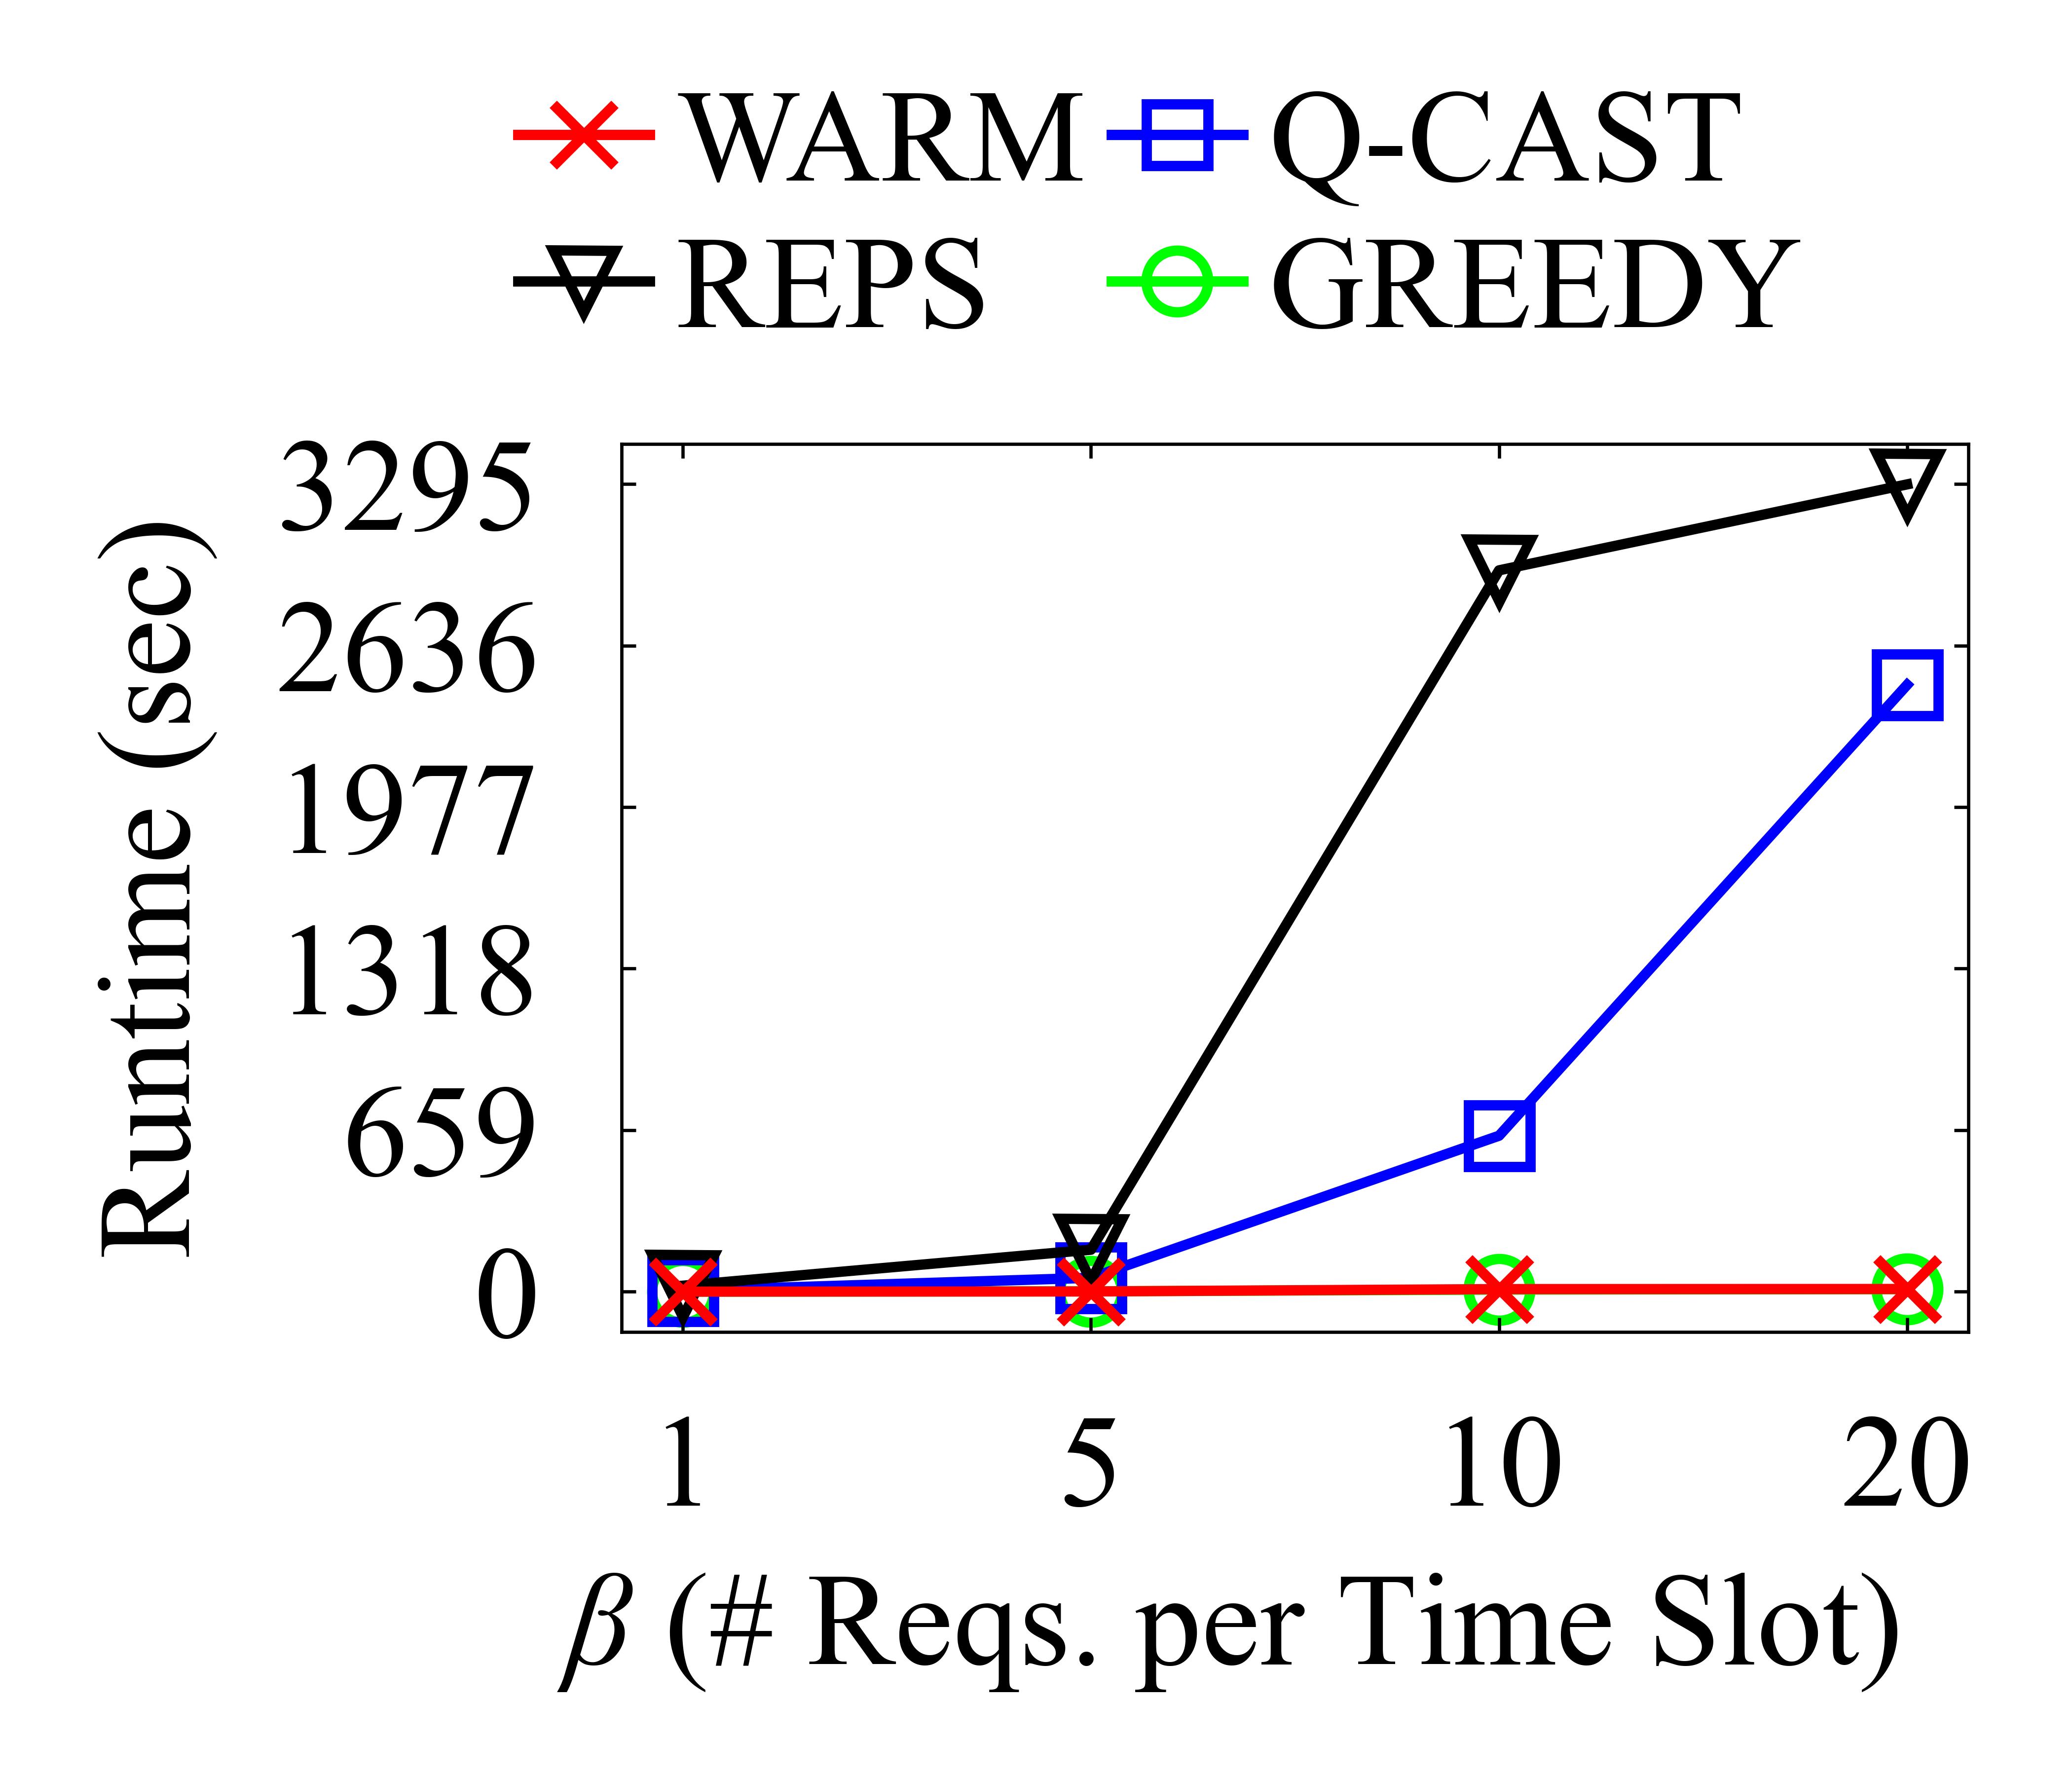 WARM Q-CAST
REPS GREEDY
3295
2636
1977
1318
659
0
Runtime (sec)
1 5 10 20
β (# Reqs. per Time Slot)